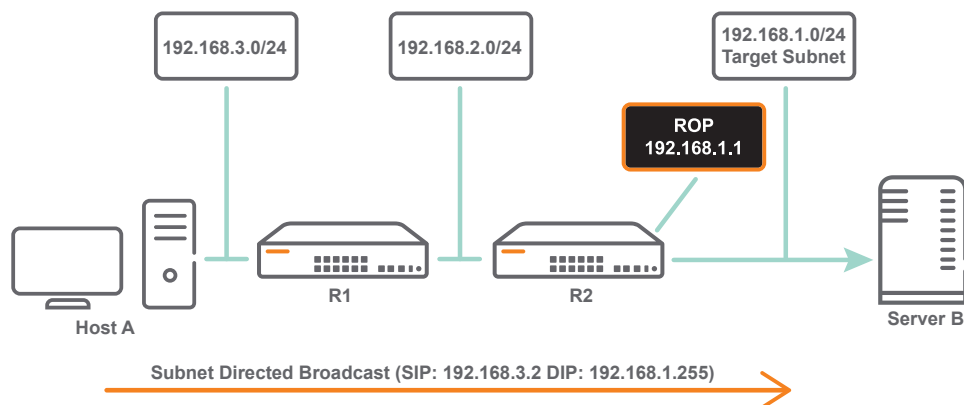 192.168.3.0/24
192.168.2.0/24
192.168.1.0/24
Target Subnet
ROP
192.168.1.1
R1
R2
Host A
Server B
Subnet Directed Broadcast (SIP: 192.168.3.2 DIP: 192.168.1.255)